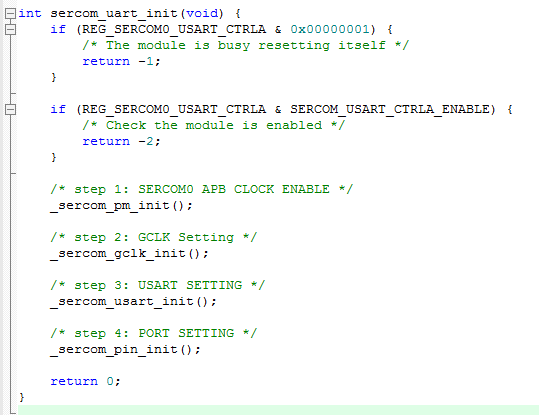 int sercom_uart_init(void) {
    if (REG_SERCOM0_USART_CTRLA & 0x00000001) {
        /* The module is busy resetting itself */
        return -1;
    }

    if (REG_SERCOM0_USART_CTRLA & SERCOM_USART_CTRLA_ENABLE) {
        /* Check the module is enabled */
        return -2;
    }

    /* step 1: SERCOM0 APB CLOCK ENABLE */
    _sercom_pm_init();

    /* step 2: GCLK Setting */
    _sercom_gclk_init();

    /* step 3: USART SETTING */
    _sercom_usart_init();

    /* step 4: PORT SETTING */
    _sercom_pin_init();

    return 0;
}